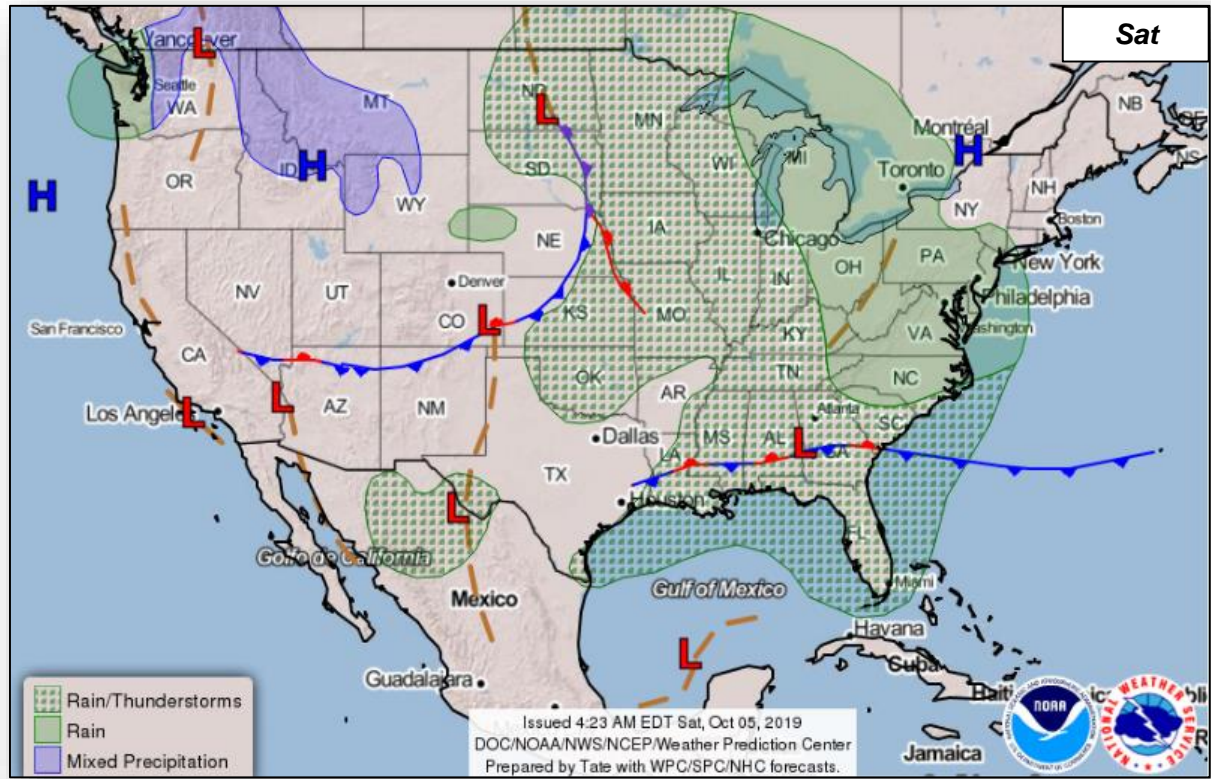 Sat
Vancouver
L
Seattle
WA
MT
ND
L
MN
Montréal
NB
H
H
OR
ID
H
WY
SD
WI
MI
Toronto
NY
NH
NS
Boston
NE
IA
Chicago
PA
New York
NV
UT
Denver
CO
L
KS
IL
IN
OH
Philadelphia
San Francisco
CA
MO
KY
VA
Washington
TN
NC
L
AZ
NM
OK
AR
Los Angeles
L
Dallas
MS
AL
L
Atlanta
GA
SC
TX
LA
Houston
L
FL
Golfo de California
Mexico
Gulf of Mexico
Miami
L
Havana
Cuba
Guadalajara
Jamaica
Rain/Thunderstorms
Rain
Mixed Precipitation
Issued 4:23 AM EDT Sat, Oct 05, 2019
DOC/NOAA/NWS/NCEP/Weather Prediction Center
Prepared by Tate with WPC/SPC/NHC forecasts.
NOAA
NATIONAL WEATHER SERVICE